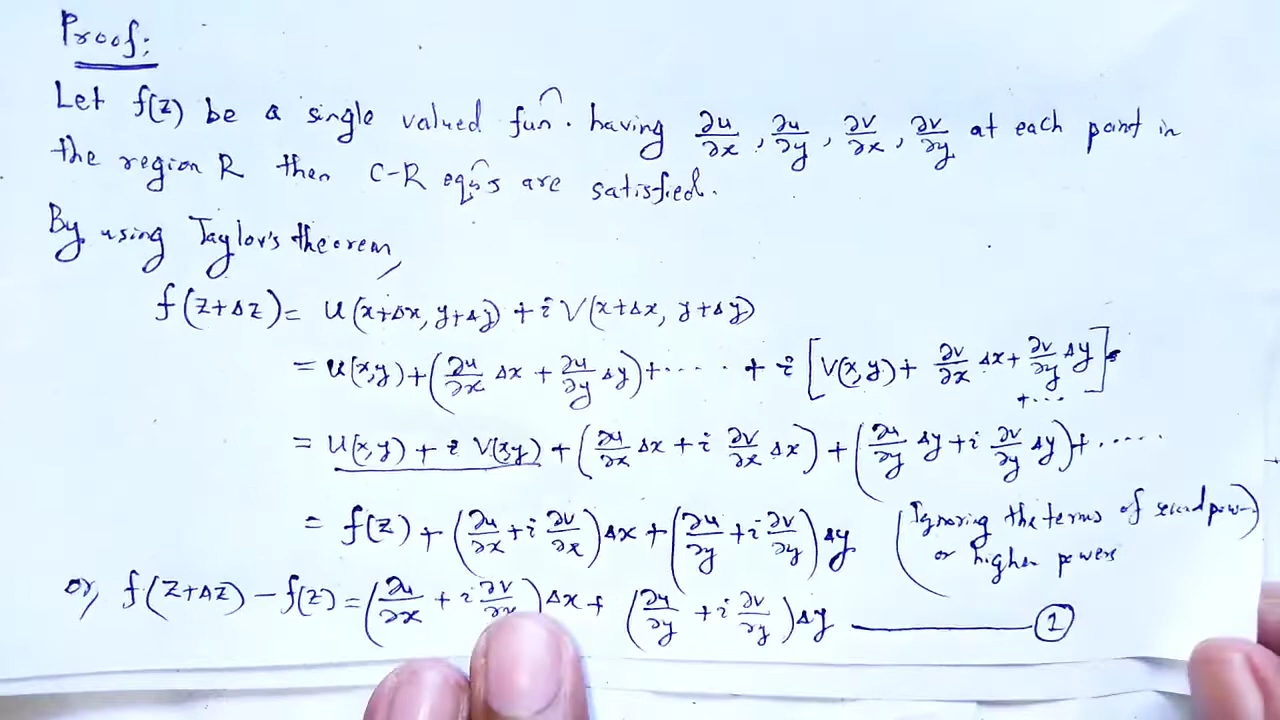 Proof:
Let f(z) be a single valued fun. having ∂u/∂x, ∂u/∂y, ∂v/∂x, ∂v/∂y at each point in
the region R then C-R eqns are satisfied.
By using Taylor's theorem,
f(z+Δz) = u(x+Δx, y+Δy) + i v(x+Δx, y+Δy)
= u(x,y) + (∂u/∂x Δx + ∂u/∂y Δy) + .... + i [v(x,y) + ∂v/∂x Δx + ∂v/∂y Δy]
+ ...
= u(x,y) + i v(x,y) + (∂u/∂x Δx + i ∂v/∂x Δx) + (∂u/∂y Δy + i ∂v/∂y Δy) + .....
= f(z) + (∂u/∂x + i ∂v/∂x) Δx + (∂u/∂y + i ∂v/∂y) Δy (Ignoring the terms of second power
or higher powers)
or, f(z+Δz) - f(z) = (∂u/∂x + i ∂v/∂x) Δx + (∂u/∂y + i ∂v/∂y) Δy ——— ①